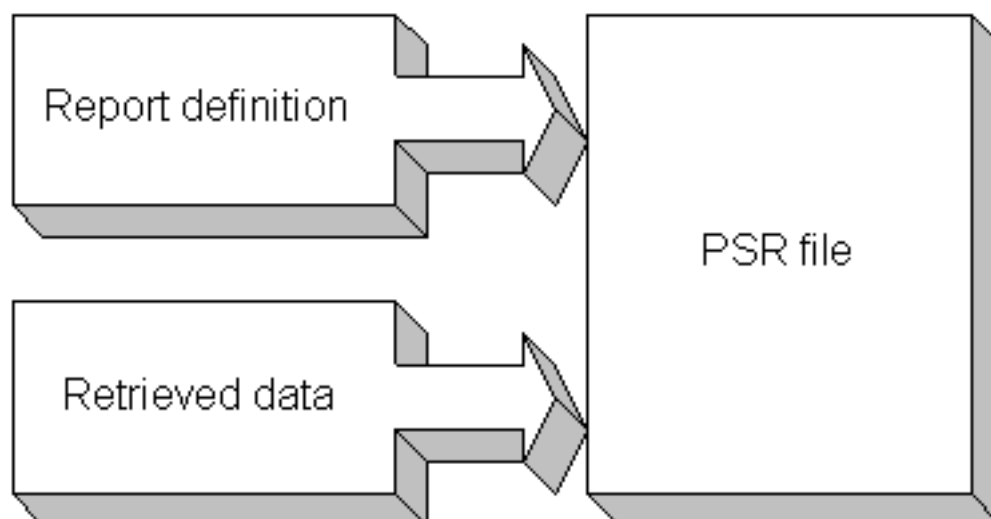 Report definition
PSR file
Retrieved data